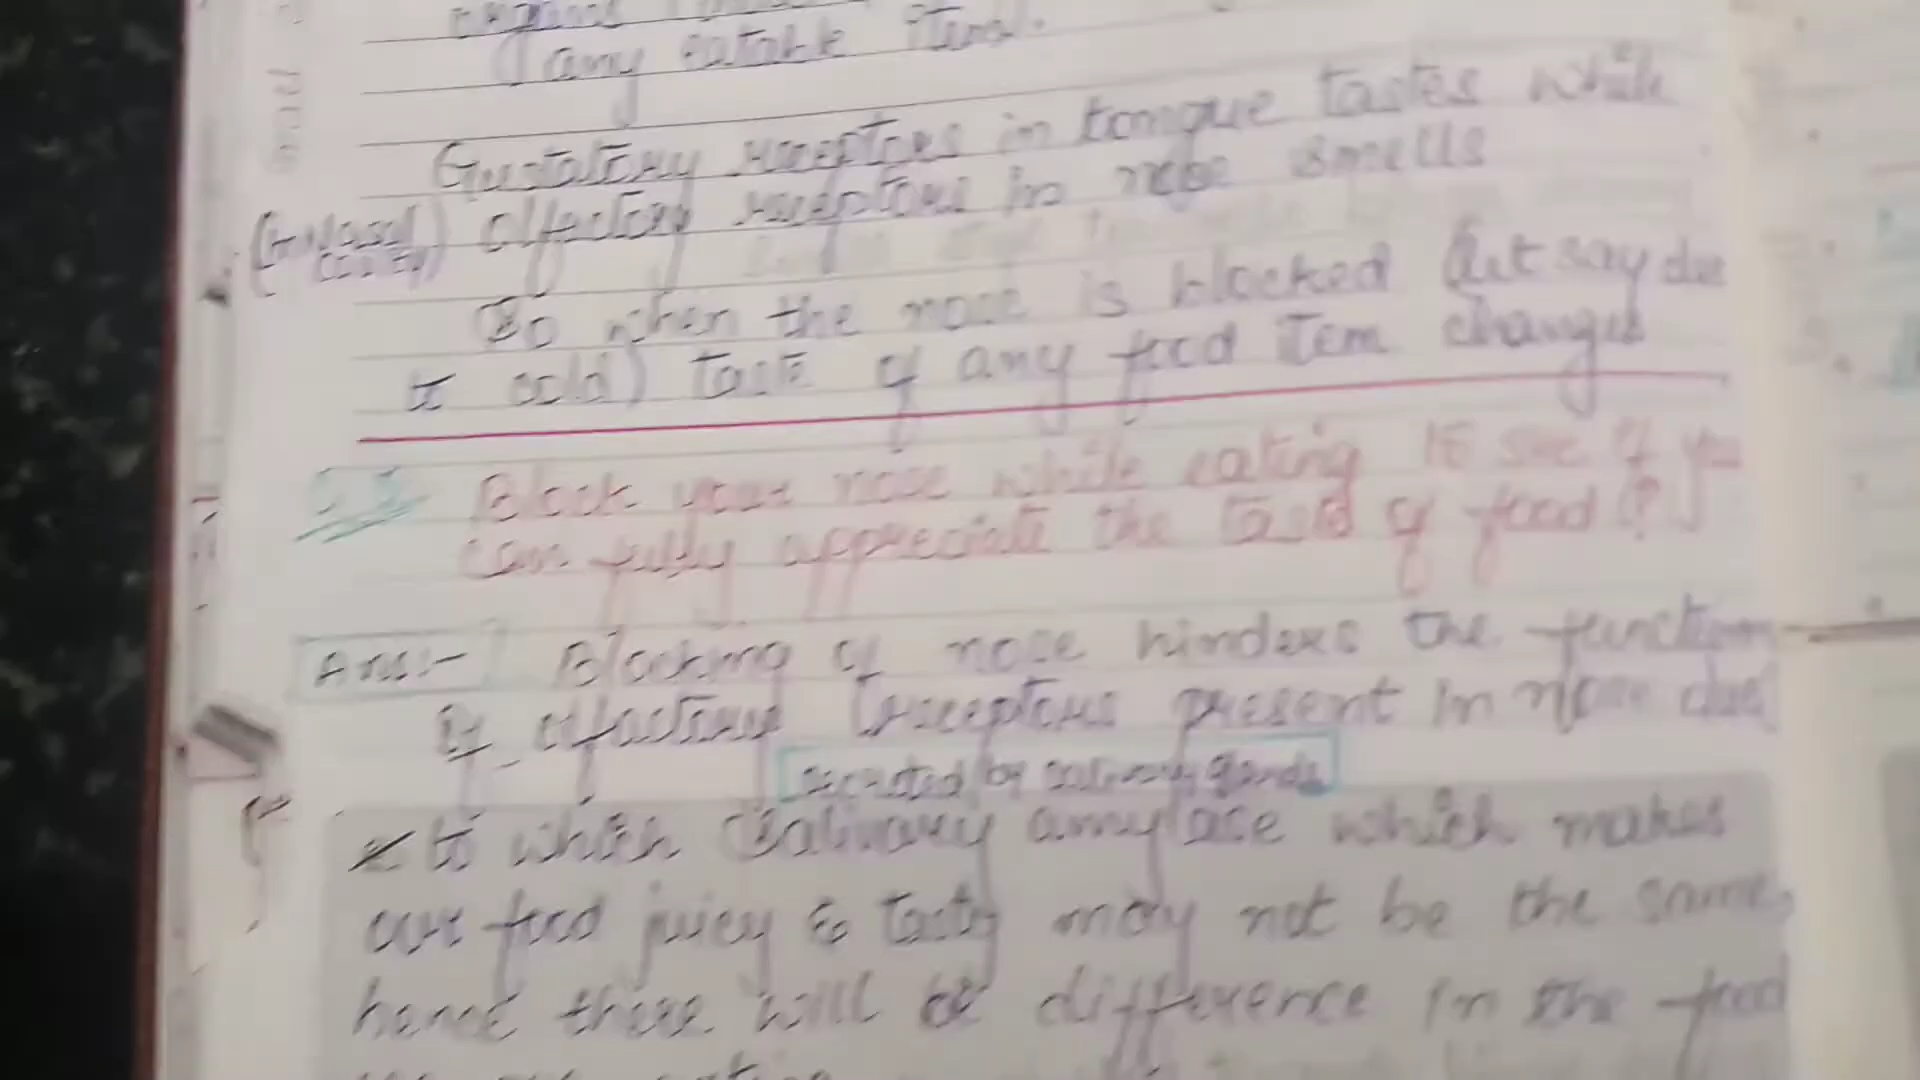 any eatable item.
Gustatory receptors in tongue tastes while
(in Nasal cavity) olfactory receptors in nose smells
So when the nose is blocked (let say due
to cold) taste of any food item changes
Block your nose while eating & see if you
can fully appreciate the taste of food?
Ans:- Blocking of nose hinders the function
of olfactory receptors present in nose due
secreted by salivary glands
to which salivary amylase which makes
our food juicy & tasty may not be the same,
hence there will be difference in the food